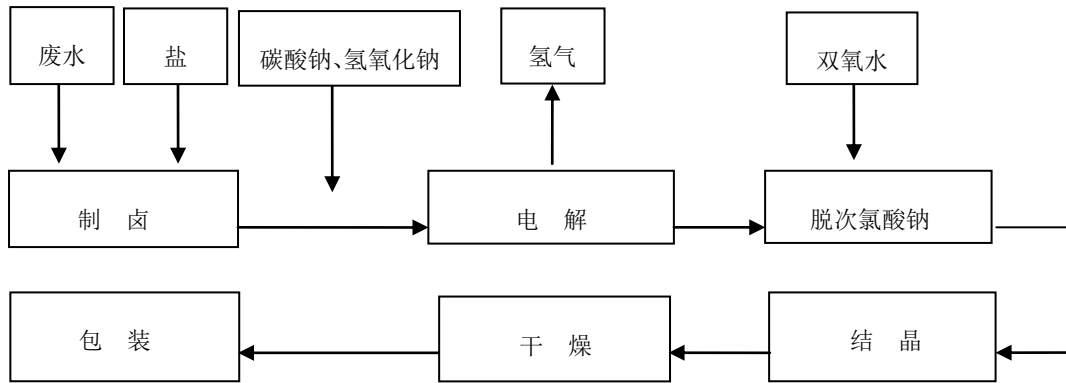 废水
盐
碳酸钠、氢氧化钠
氢气
双氧水
制 卤
电 解
脱次氯酸钠
包 装
干 燥
结 晶